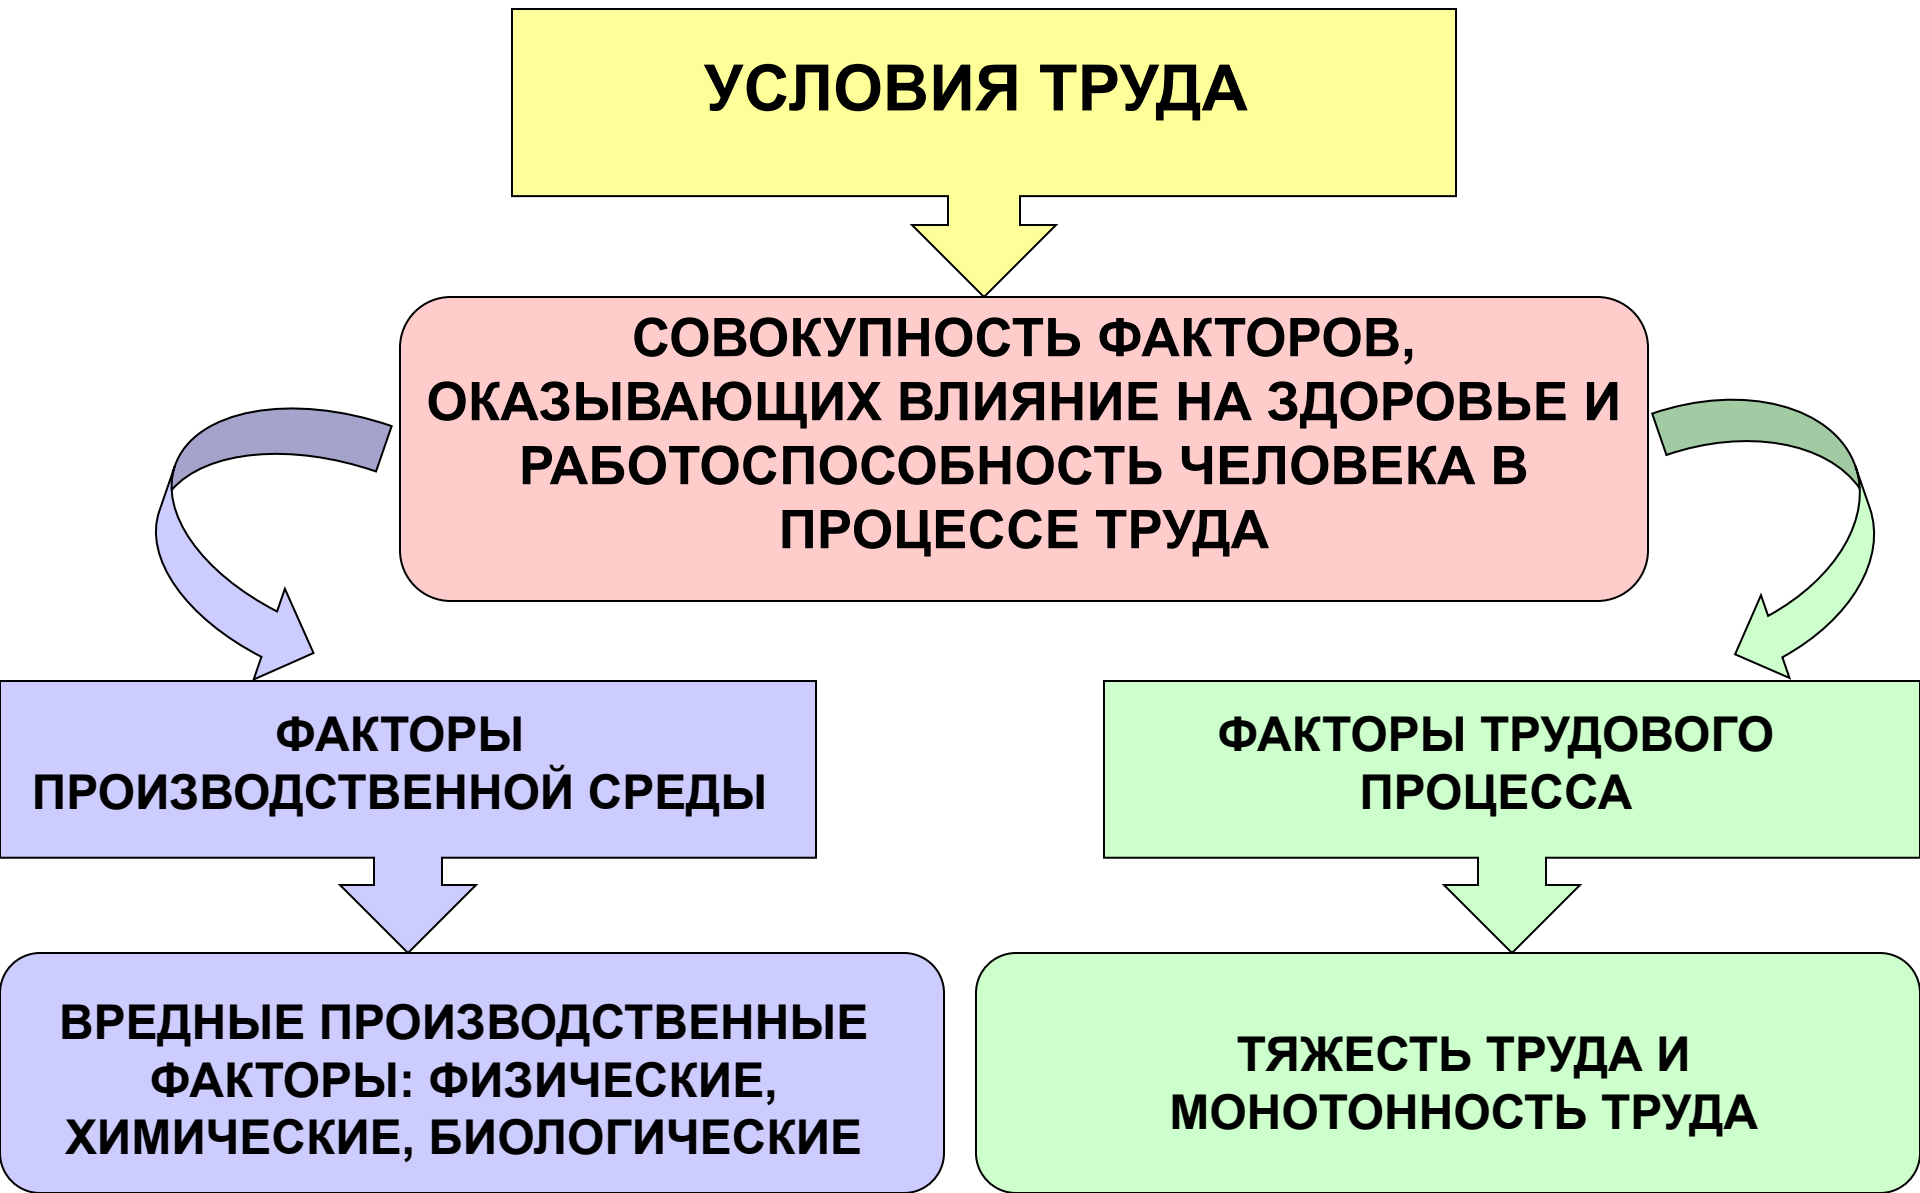 УСЛОВИЯ ТРУДА
СОВОКУПНОСТЬ ФАКТОРОВ,
ОКАЗЫВАЮЩИХ ВЛИЯНИЕ НА ЗДОРОВЬЕ И
РАБОТОСПОСОБНОСТЬ ЧЕЛОВЕКА В
ПРОЦЕССЕ ТРУДА
ФАКТОРЫ
ПРОИЗВОДСТВЕННОЙ СРЕДЫ
ФАКТОРЫ ТРУДОВОГО
ПРОЦЕССА
ВРЕДНЫЕ ПРОИЗВОДСТВЕННЫЕ
ФАКТОРЫ: ФИЗИЧЕСКИЕ,
ХИМИЧЕСКИЕ, БИОЛОГИЧЕСКИЕ
ТЯЖЕСТЬ ТРУДА И
МОНОТОННОСТЬ ТРУДА